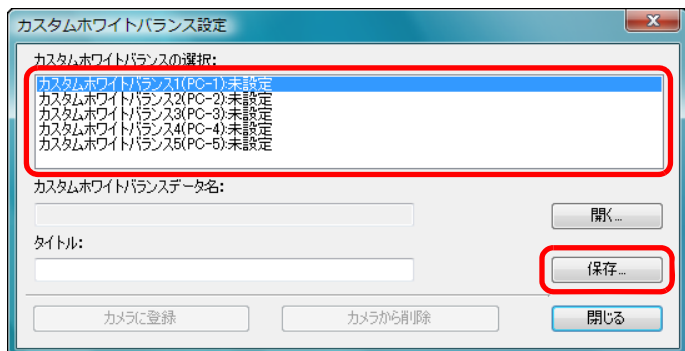 カスタムホワイトバランス設定
カスタムホワイトバランスの選択:
カスタムホワイトバランス1(PC-1):未設定
カスタムホワイトバランス2(PC-2):未設定
カスタムホワイトバランス3(PC-3):未設定
カスタムホワイトバランス4(PC-4):未設定
カスタムホワイトバランス5(PC-5):未設定
カスタムホワイトバランスデータ名:
開く...
タイトル:
保存...
カメラに登録 カメラから削除 閉じる